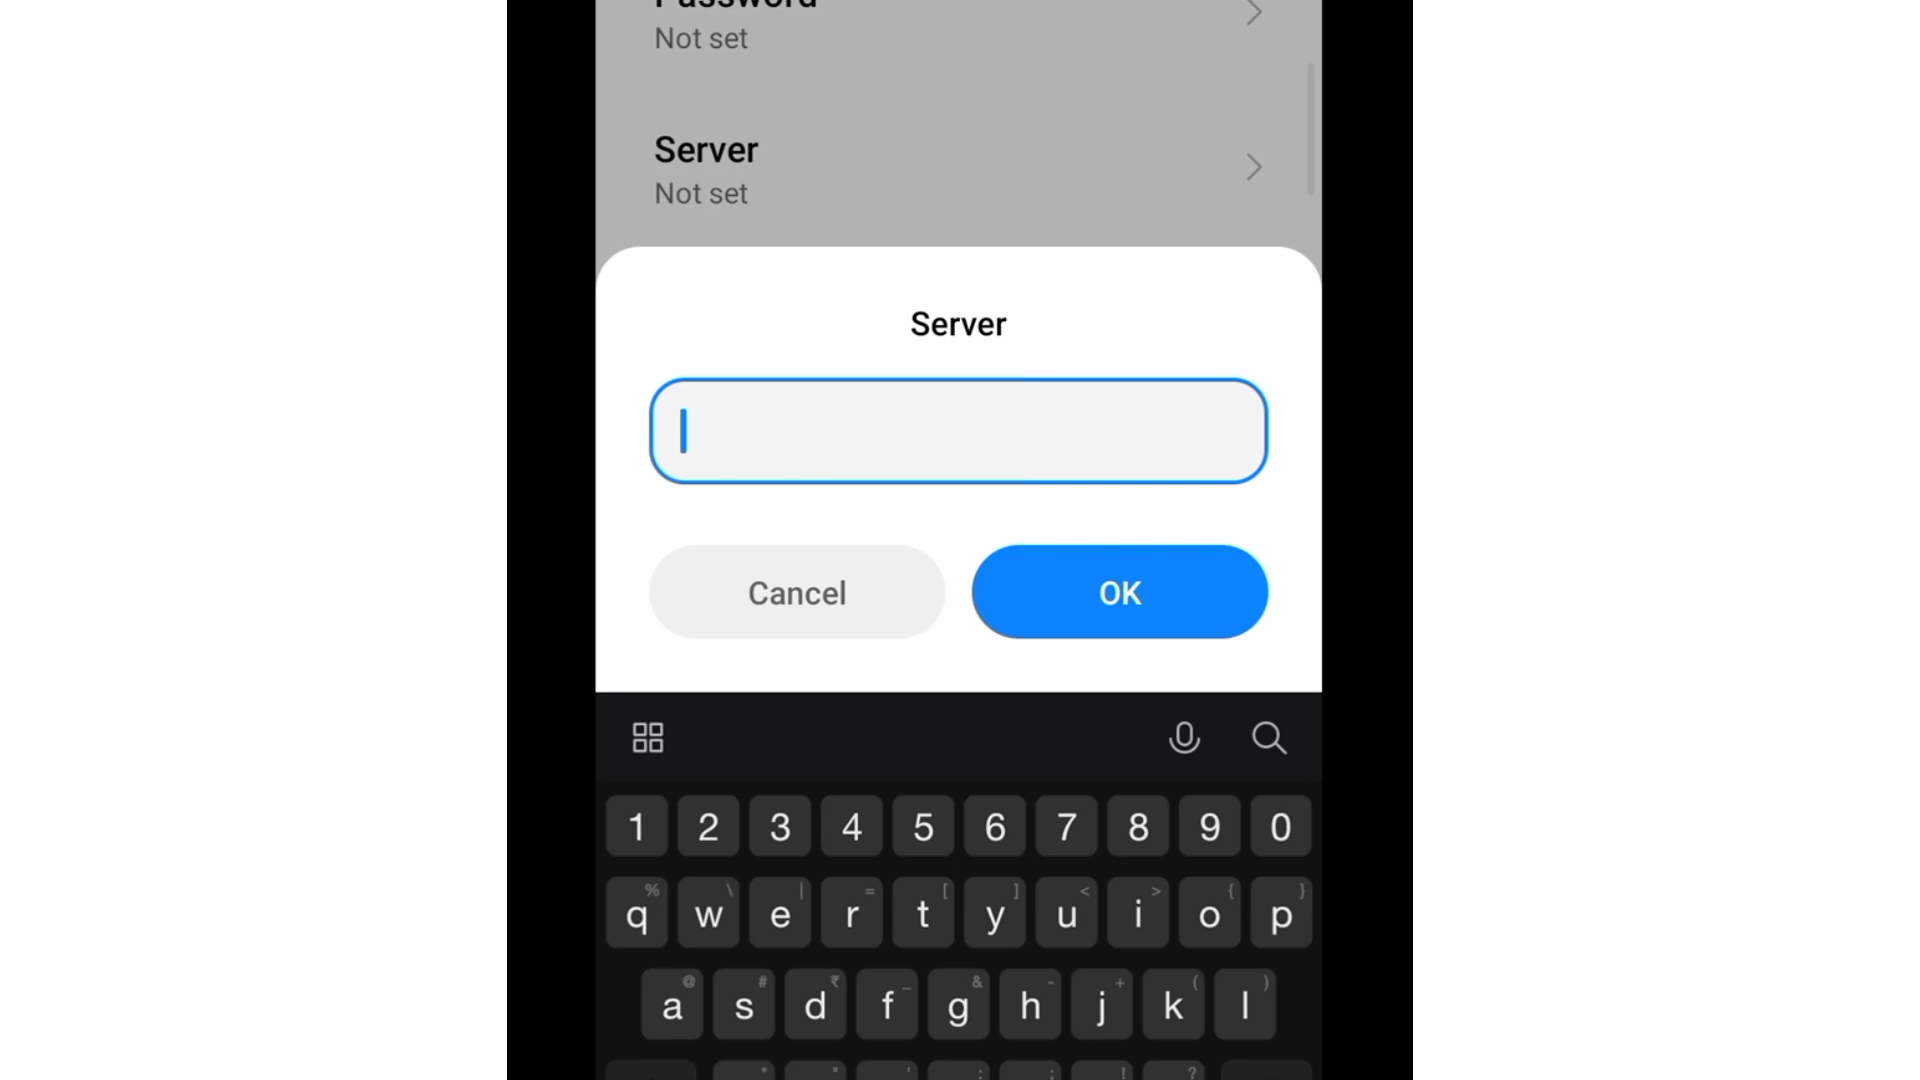 Password
Not set
Server
Not set
Server
Cancel
OK
1 2 3 4 5 6 7 8 9 0
% \ | = [ ] < > { }
q w e r t y u i o p
@ # ₹ _ & - + ( )
a s d f g h j k l